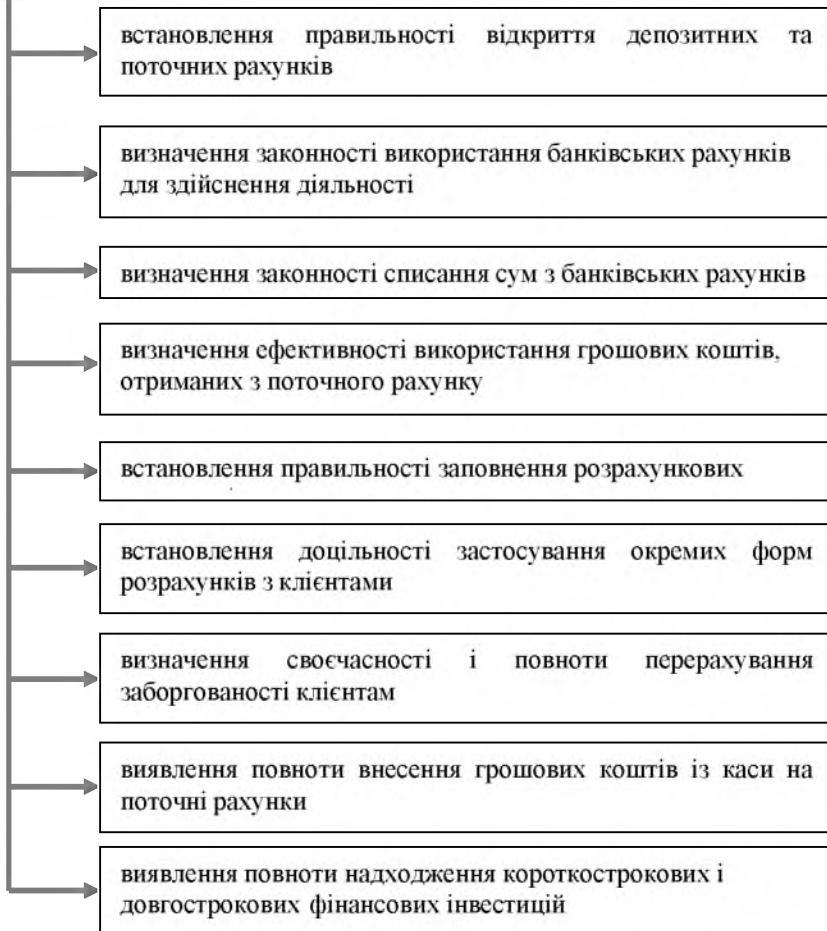 встановлення правильності відкриття депозитних та
поточних рахунків
визначення законності використання банківських рахунків
для здійснення діяльності
визначення законності списання сум з банківських рахунків
визначення ефективності використання грошових коштів,
отриманих з поточного рахунку
встановлення правильності заповнення розрахункових
встановлення доцільності застосування окремих форм
розрахунків з клієнтами
визначення своєчасності і повноти перерахування
заборгованості клієнтам
виявлення повноти внесення грошових коштів із каси на
поточні рахунки
виявлення повноти надходження короткострокових і
довгострокових фінансових інвестицій